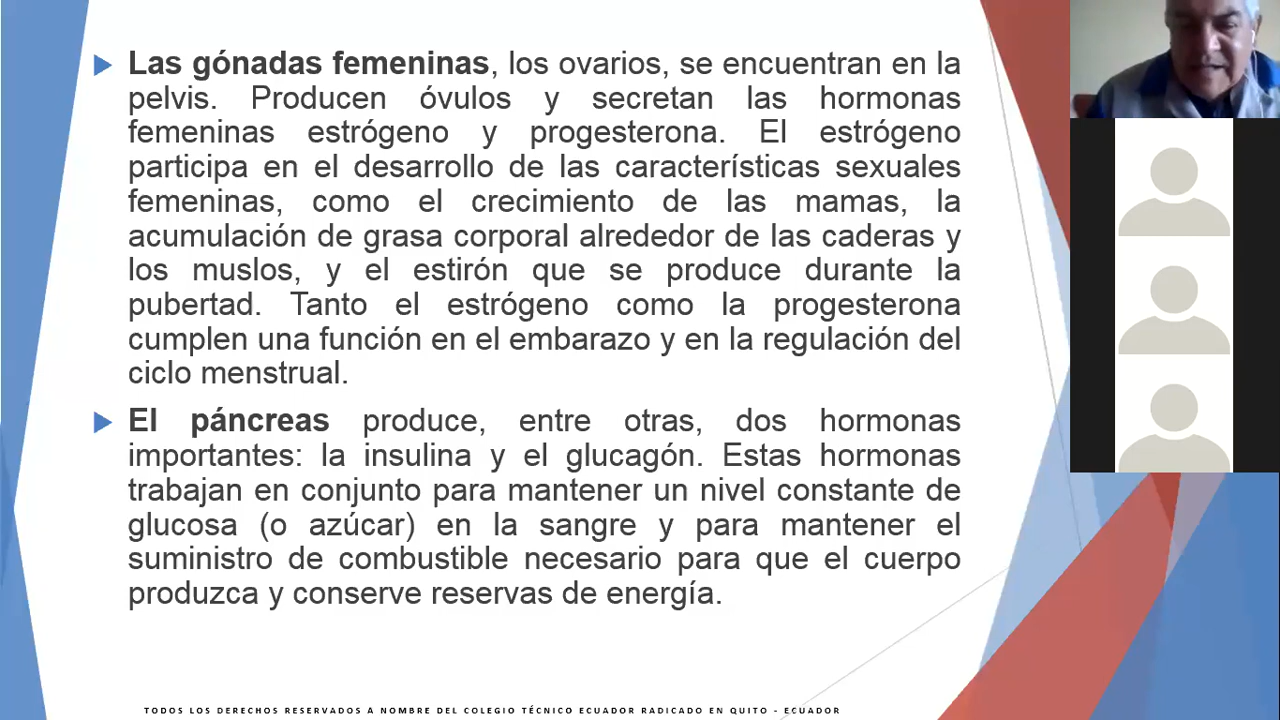 Las gónadas femeninas, los ovarios, se encuentran en la
pelvis. Producen óvulos y secretan las hormonas
femeninas estrógeno y progesterona. El estrógeno
participa en el desarrollo de las características sexuales
femeninas, como el crecimiento de las mamas, la
acumulación de grasa corporal alrededor de las caderas y
los muslos, y el estirón que se produce durante la
pubertad. Tanto el estrógeno como la progesterona
cumplen una función en el embarazo y en la regulación del
ciclo menstrual.
El páncreas produce, entre otras, dos hormonas
importantes: la insulina y el glucagón. Estas hormonas
trabajan en conjunto para mantener un nivel constante de
glucosa (o azúcar) en la sangre y para mantener el
suministro de combustible necesario para que el cuerpo
produzca y conserve reservas de energía.
TODOS LOS DERECHOS RESERVADOS A NOMBRE DEL COLEGIO TÉCNICO ECUADOR RADICADO EN QUITO - ECUADOR